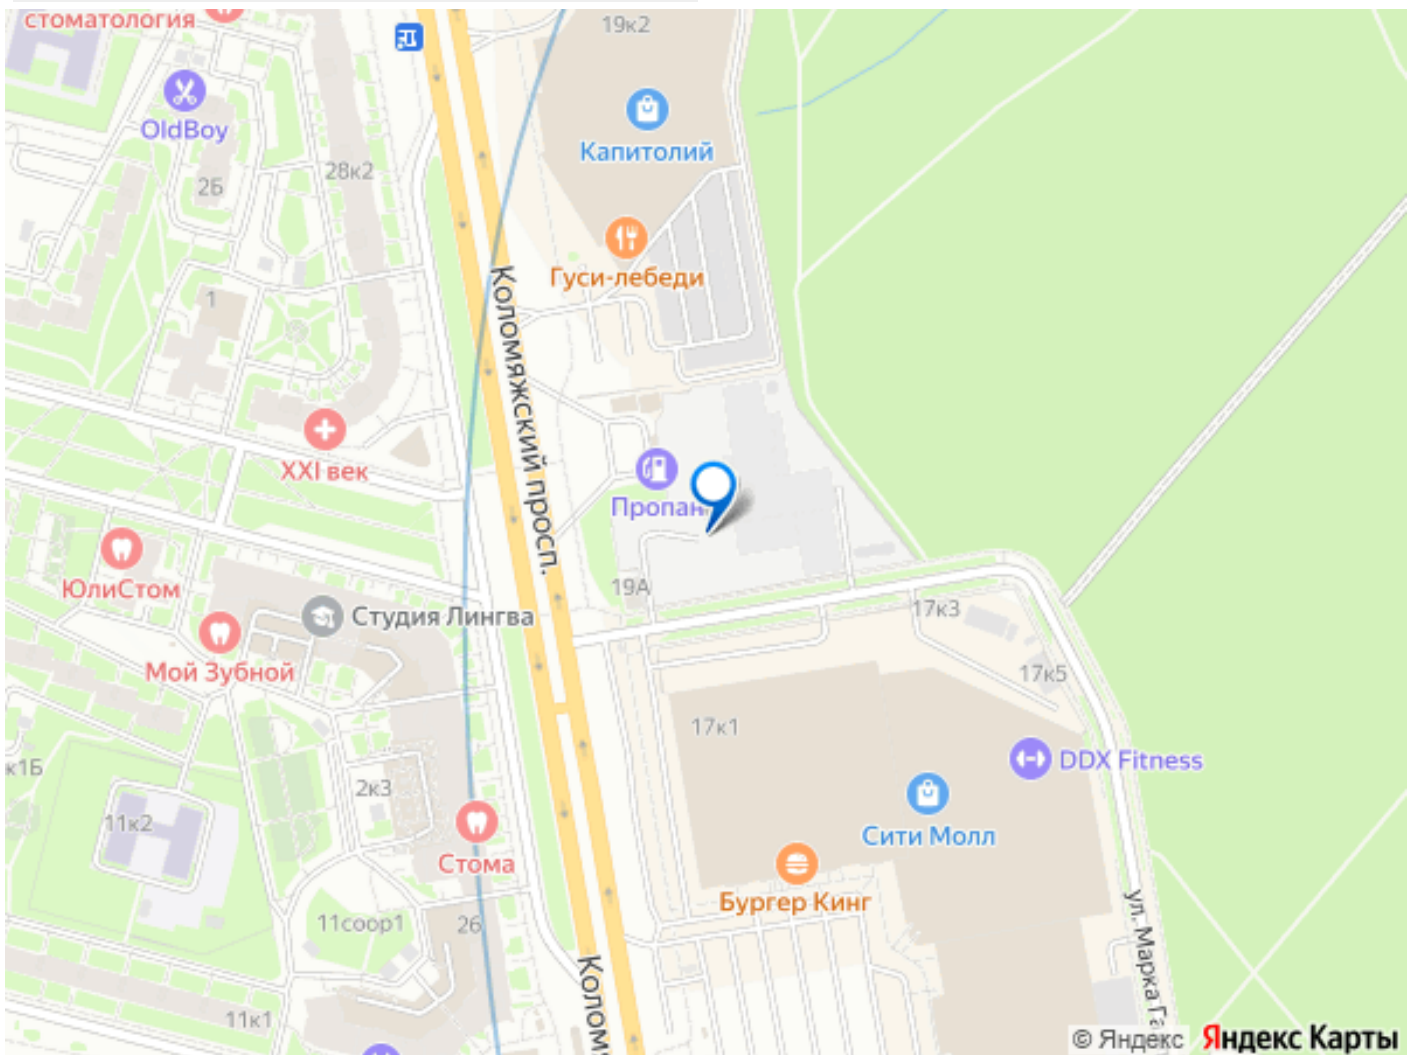 стоматология
19к2
OldBoy
Капитолий
28к2
2Б
Гуси-лебеди
1
Коломяжский просп.
XXI век
Пропан
ЮлиСтом
19А
Студия Лингва
17к3
Мой Зубной
17к5
17к1
DDX Fitness
к1Б
2к3
11к2
Сити Молл
Стома
Бургер Кинг
11соор1
26
ул. Марка Га
Колом
11к1
© Яндекс Яндекс Карты